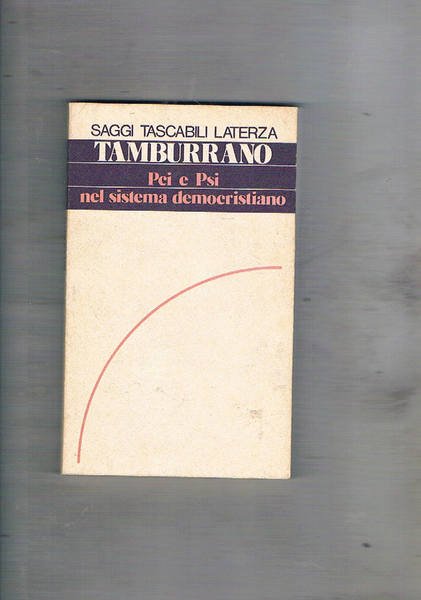 SAGGI TASCABILI LATERZA
TAMBURRANO
Pci e Psi
nel sistema democristiano